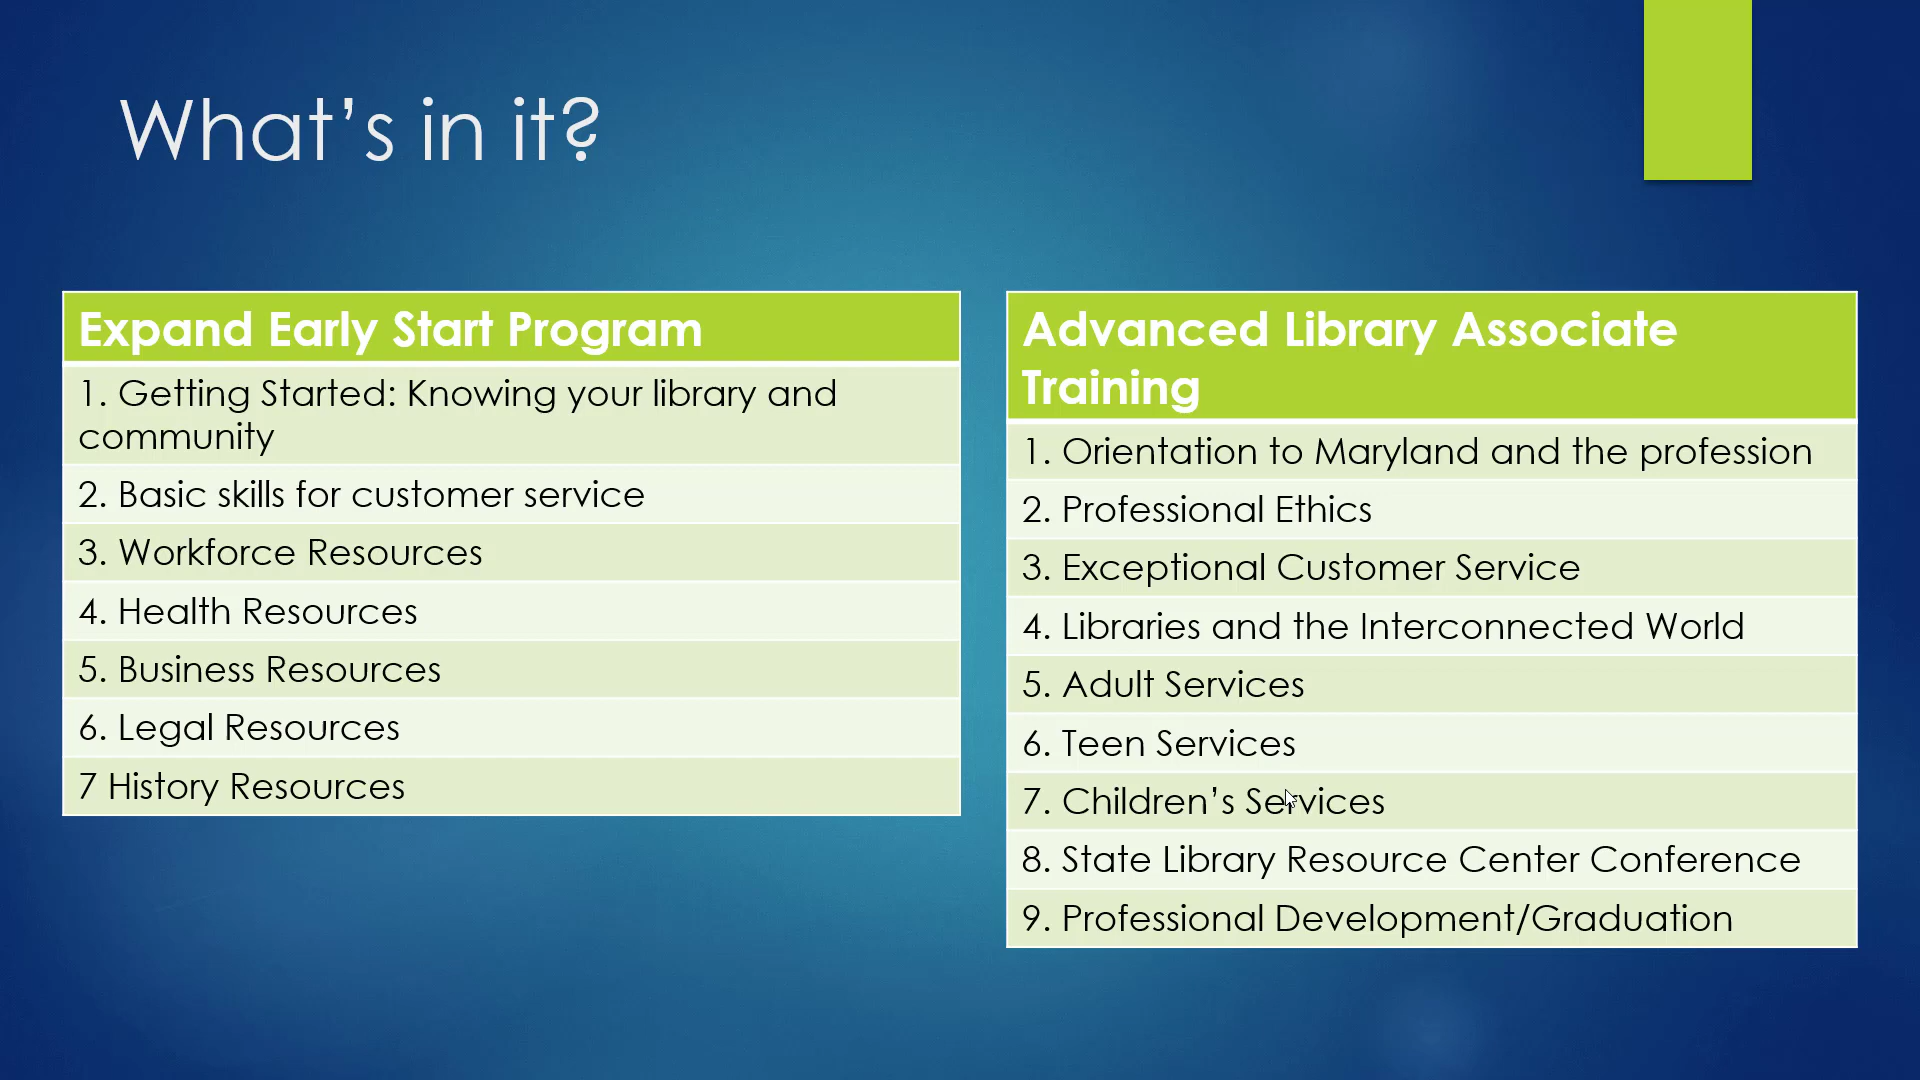 What’s in it?
Expand Early Start Program
1. Getting Started: Knowing your library and
community
2. Basic skills for customer service
3. Workforce Resources
4. Health Resources
5. Business Resources
6. Legal Resources
7 History Resources
Advanced Library Associate
Training
1. Orientation to Maryland and the profession
2. Professional Ethics
3. Exceptional Customer Service
4. Libraries and the Interconnected World
5. Adult Services
6. Teen Services
7. Children’s Services
8. State Library Resource Center Conference
9. Professional Development/Graduation